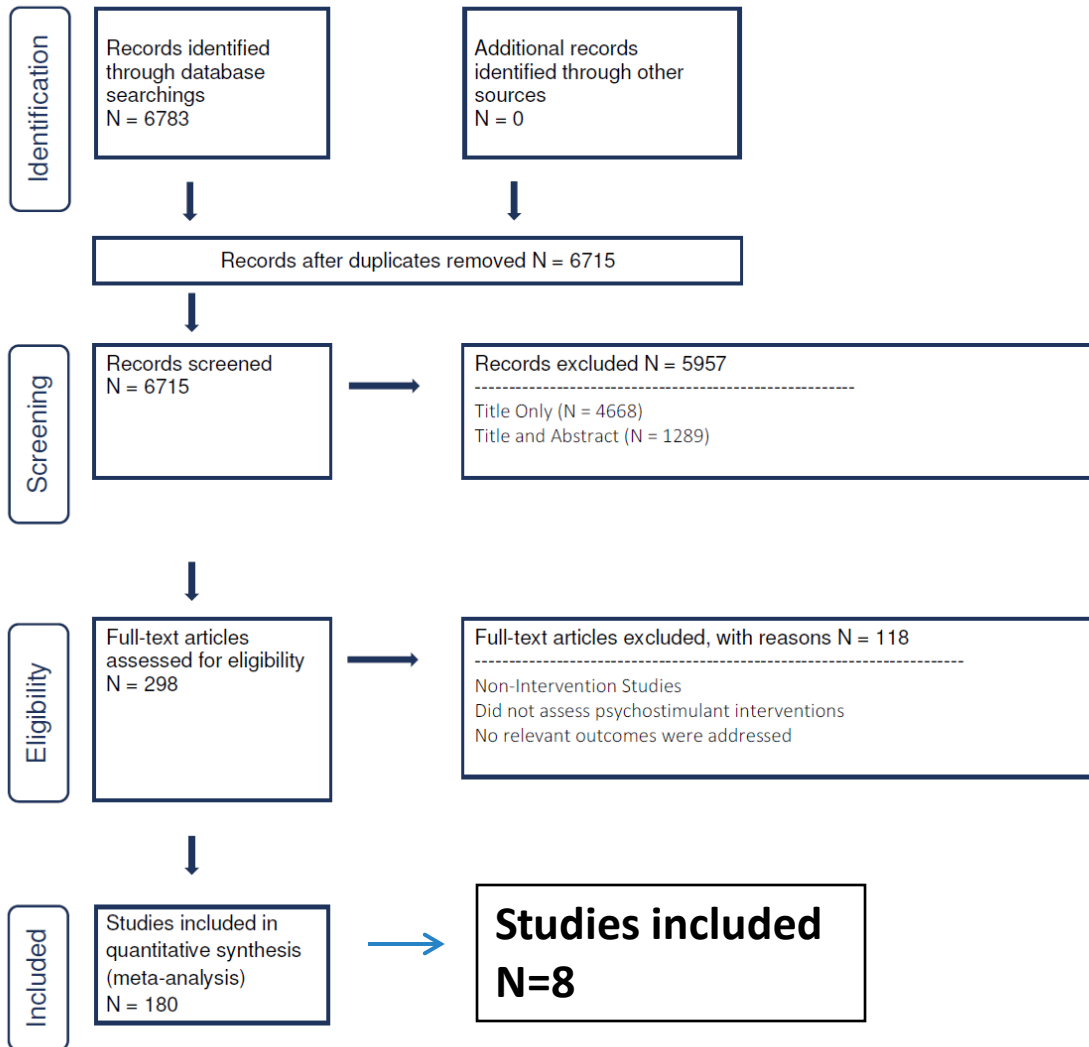 Identification
Records identified
through database
searchings
N = 6783
Additional records
identified through other
sources
N = 0
Records after duplicates removed N = 6715
Screening
Records screened
N = 6715
Records excluded N = 5957
----------------------------------------------------------
Title Only (N = 4668)
Title and Abstract (N = 1289)
Eligibility
Full-text articles
assessed for eligibility
N = 298
Full-text articles excluded, with reasons N = 118
----------------------------------------------------------------------------
Non-Intervention Studies
Did not assess psychostimulant interventions
No relevant outcomes were addressed
Included
Studies included in
quantitative synthesis
(meta-analysis)
N = 180
Studies included
N=8